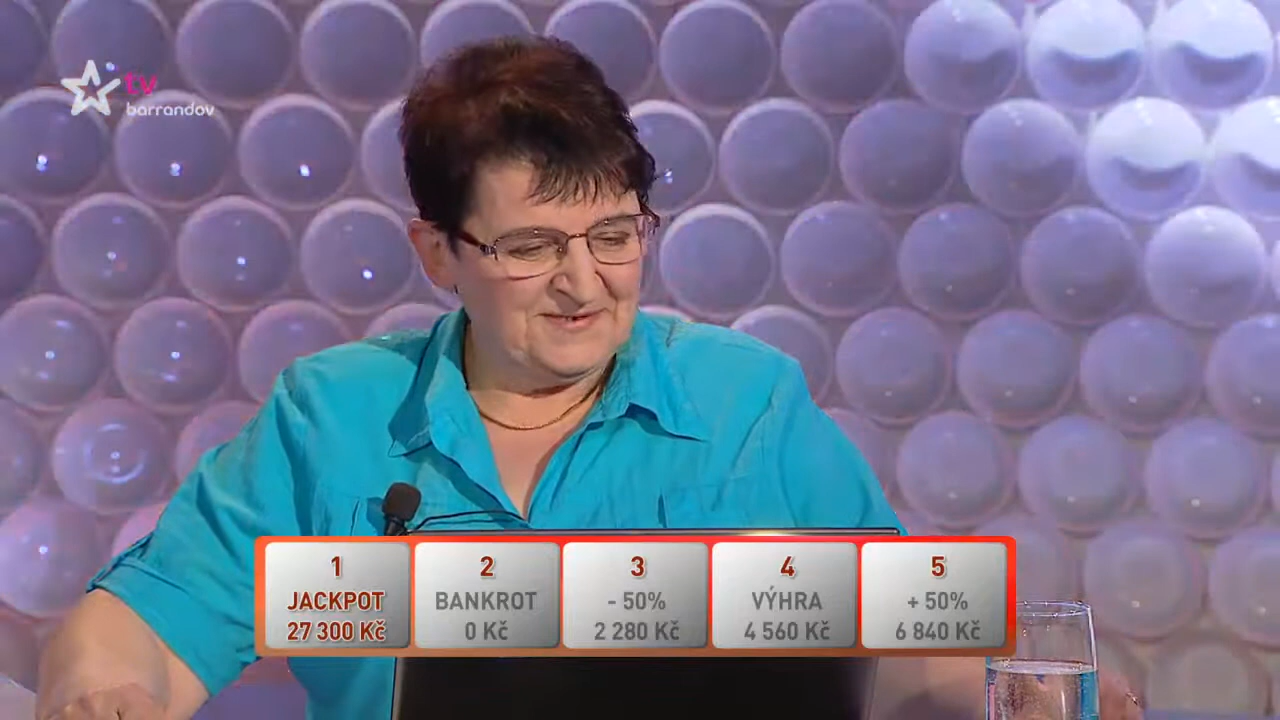 tv
barrandov
1
JACKPOT
27 300 Kč
2
BANKROT
0 Kč
3
- 50%
2 280 Kč
4
VÝHRA
4 560 Kč
5
+ 50%
6 840 Kč